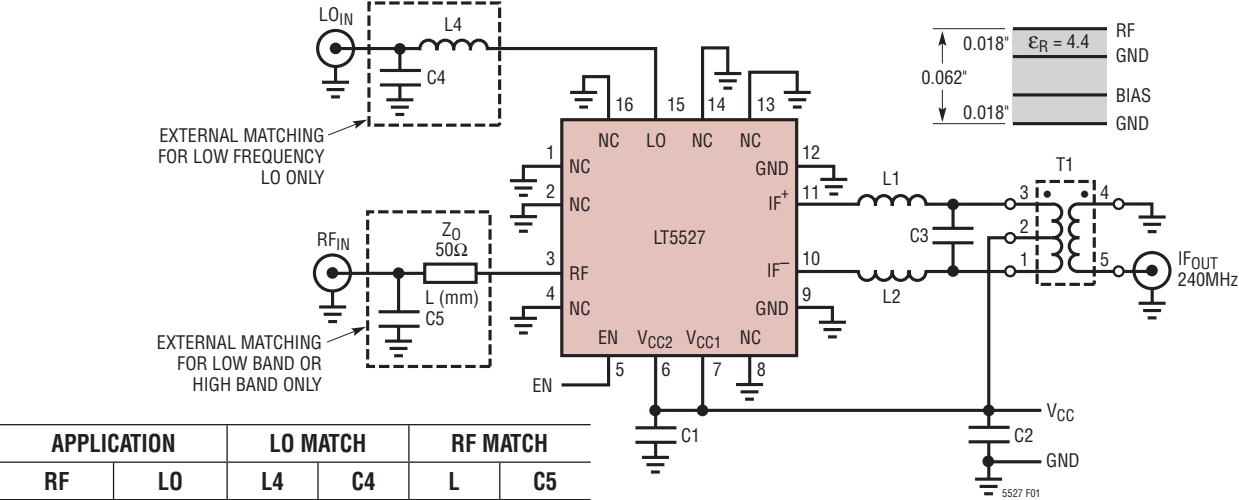 LO_IN
L4
C4
EXTERNAL MATCHING
FOR LOW FREQUENCY
LO ONLY
RF_IN
Z_O
50Ω
L (mm)
C5
EXTERNAL MATCHING
FOR LOW BAND OR
HIGH BAND ONLY
16 15 14 13
NC LO NC NC
1 NC
2 NC
3 RF
4 NC
LT5527
GND 12
IF+ 11
IF− 10
GND 9
EN V_CC2 V_CC1 NC
5 6 7 8
EN
L1
C3
L2
T1
3 4
2
1 5
IF_OUT
240MHz
0.018" ε_R = 4.4 RF
GND
0.062"
BIAS
0.018" GND
C1
V_CC
C2
GND
5527 F01
APPLICATION LO MATCH RF MATCH
RF LO L4 C4 L C5